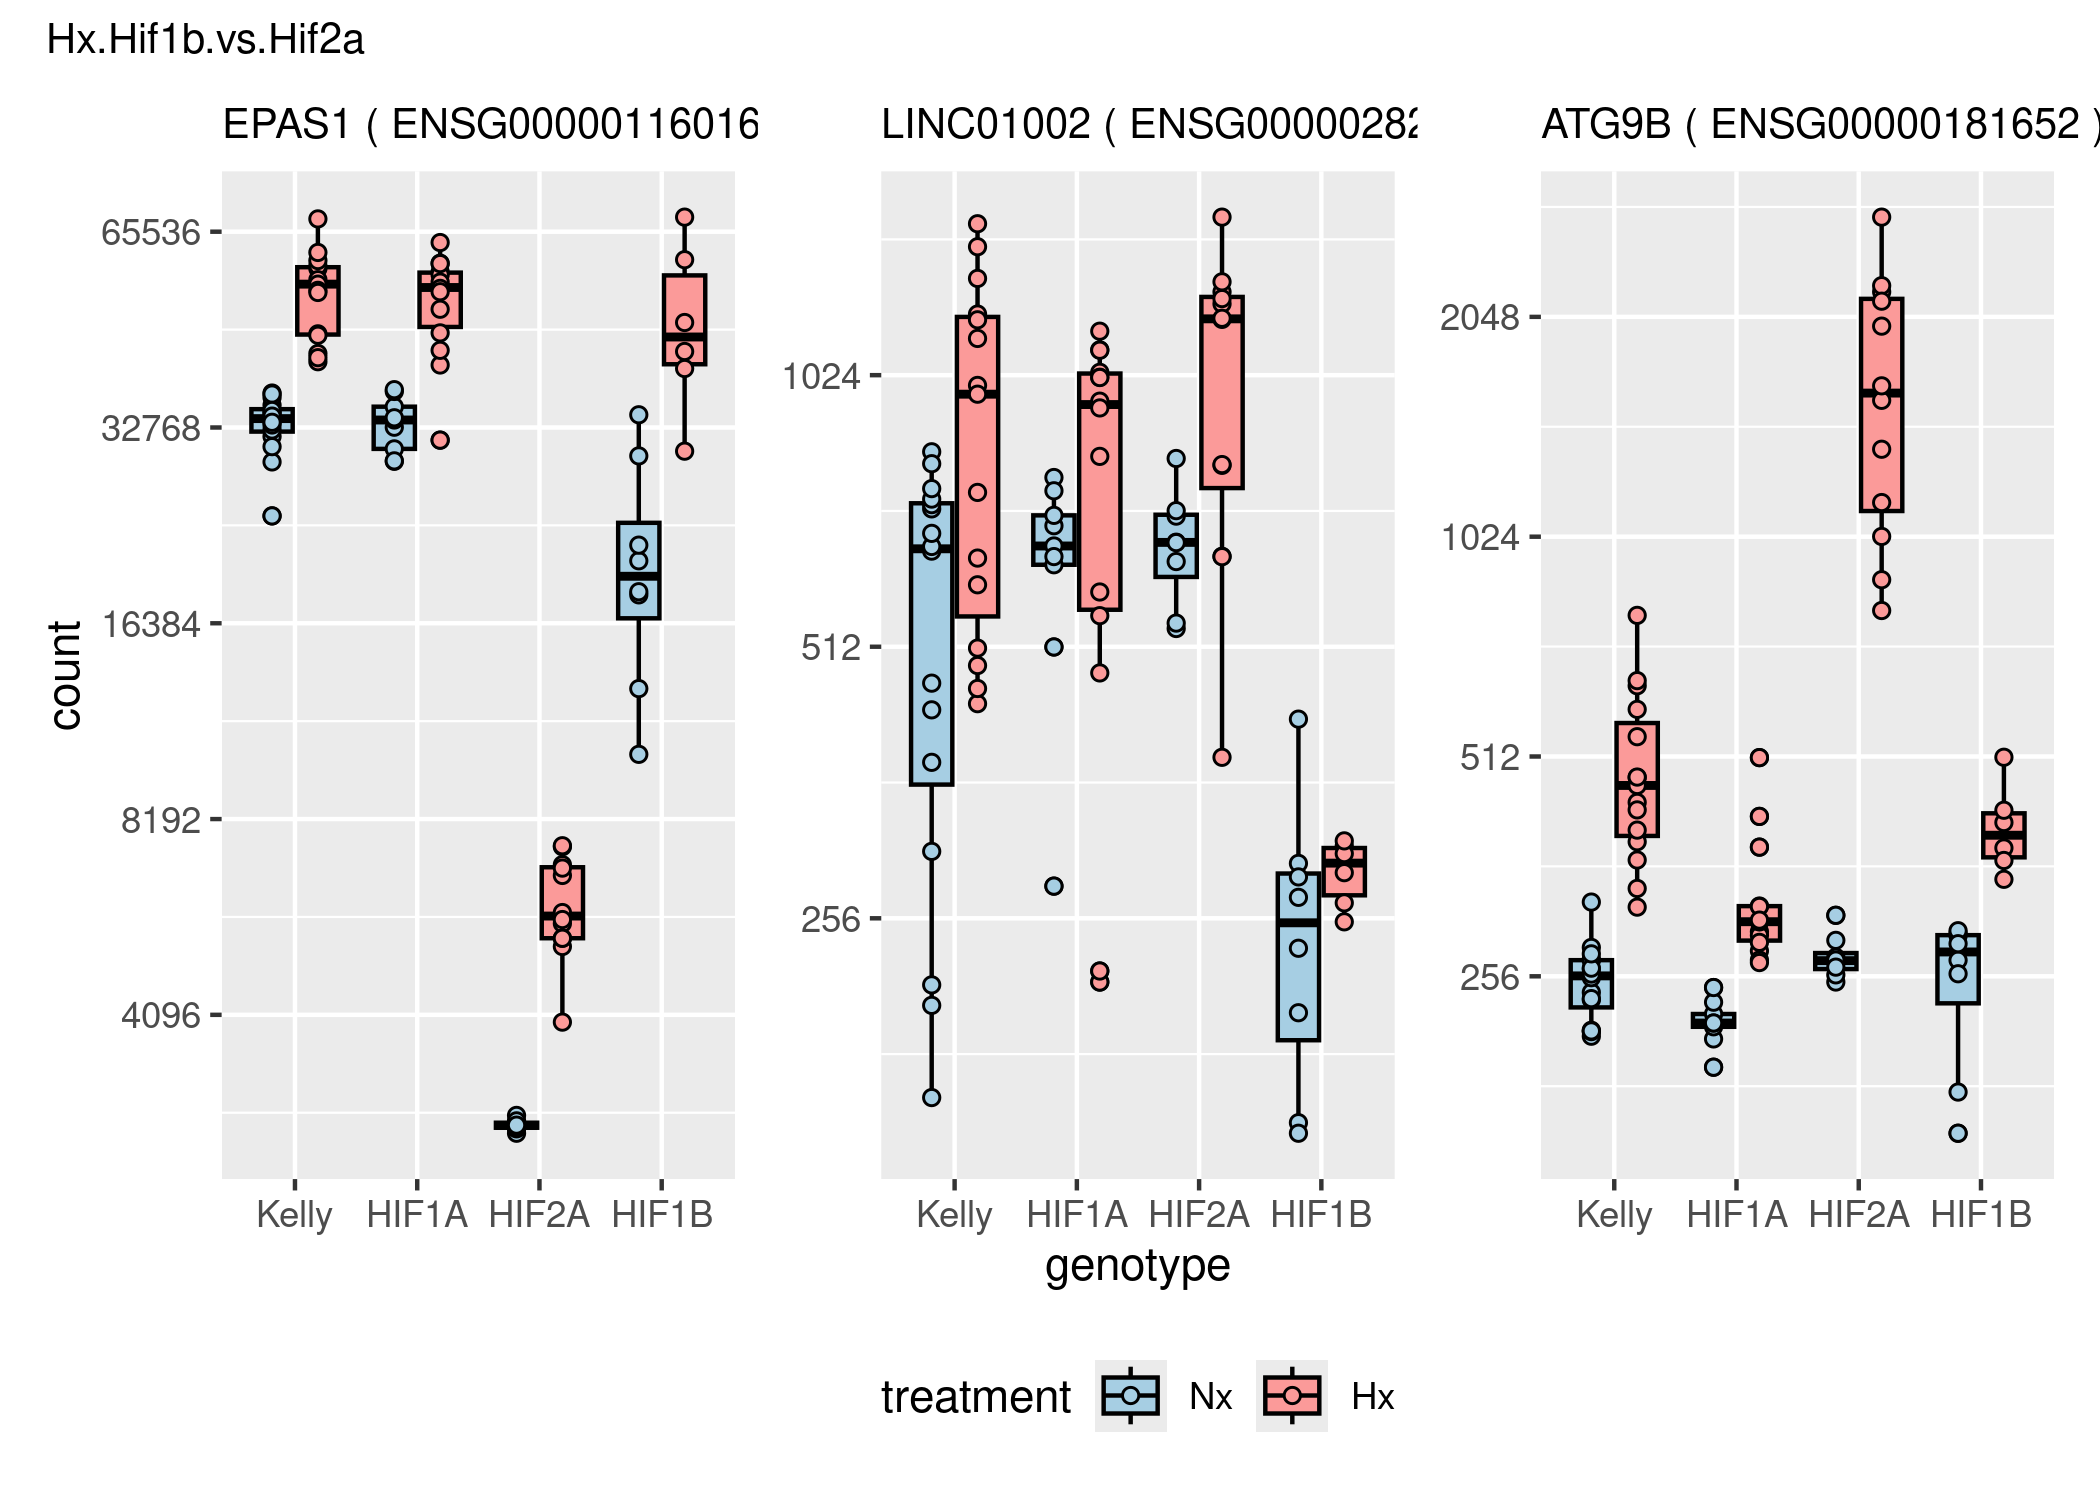 Hx.Hif1b.vs.Hif2a
EPAS1 ( ENSG00000116016
LINC01002 ( ENSG00000282
ATG9B ( ENSG00000181652 )
count
65536
32768
16384
8192
4096
Kelly HIF1A HIF2A HIF1B
1024
512
256
Kelly HIF1A HIF2A HIF1B
2048
1024
512
256
Kelly HIF1A HIF2A HIF1B
genotype
treatment Nx Hx